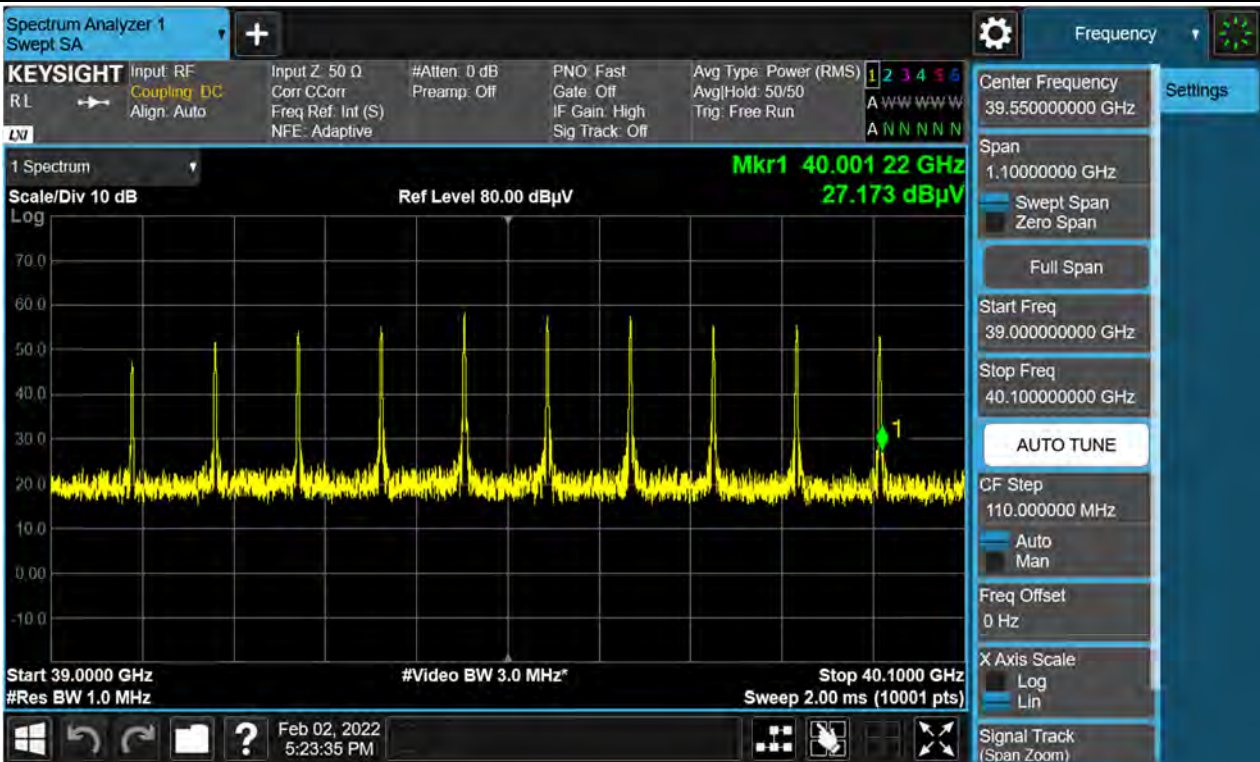 Spectrum Analyzer 1
Swept SA
+
Frequency
KEYSIGHT
RL
LXI
Input: RF
Coupling: DC
Align: Auto
Input Z: 50 Ω
Corr CCorr
Freq Ref: Int (S)
NFE: Adaptive
#Atten: 0 dB
Preamp: Off
PNO: Fast
Gate: Off
IF Gain: High
Sig Track: Off
Avg Type: Power (RMS)
Avg|Hold: 50/50
Trig: Free Run
1 2 3 4 5 6
A W W W W W
A N N N N N
Center Frequency
39.550000000 GHz
Settings
1 Spectrum
Mkr1 40.001 22 GHz
Scale/Div 10 dB
Ref Level 80.00 dBµV
27.173 dBµV
Log
70.0
60.0
50.0
40.0
30.0
20.0
10.0
0.00
-10.0
1
Start 39.0000 GHz
#Video BW 3.0 MHz*
Stop 40.1000 GHz
#Res BW 1.0 MHz
Sweep 2.00 ms (10001 pts)
Span
1.10000000 GHz
Swept Span
Zero Span
Full Span
Start Freq
39.000000000 GHz
Stop Freq
40.100000000 GHz
AUTO TUNE
CF Step
110.000000 MHz
Auto
Man
Freq Offset
0 Hz
X Axis Scale
Log
Lin
Signal Track
(Span Zoom)
?
Feb 02, 2022
5:23:35 PM